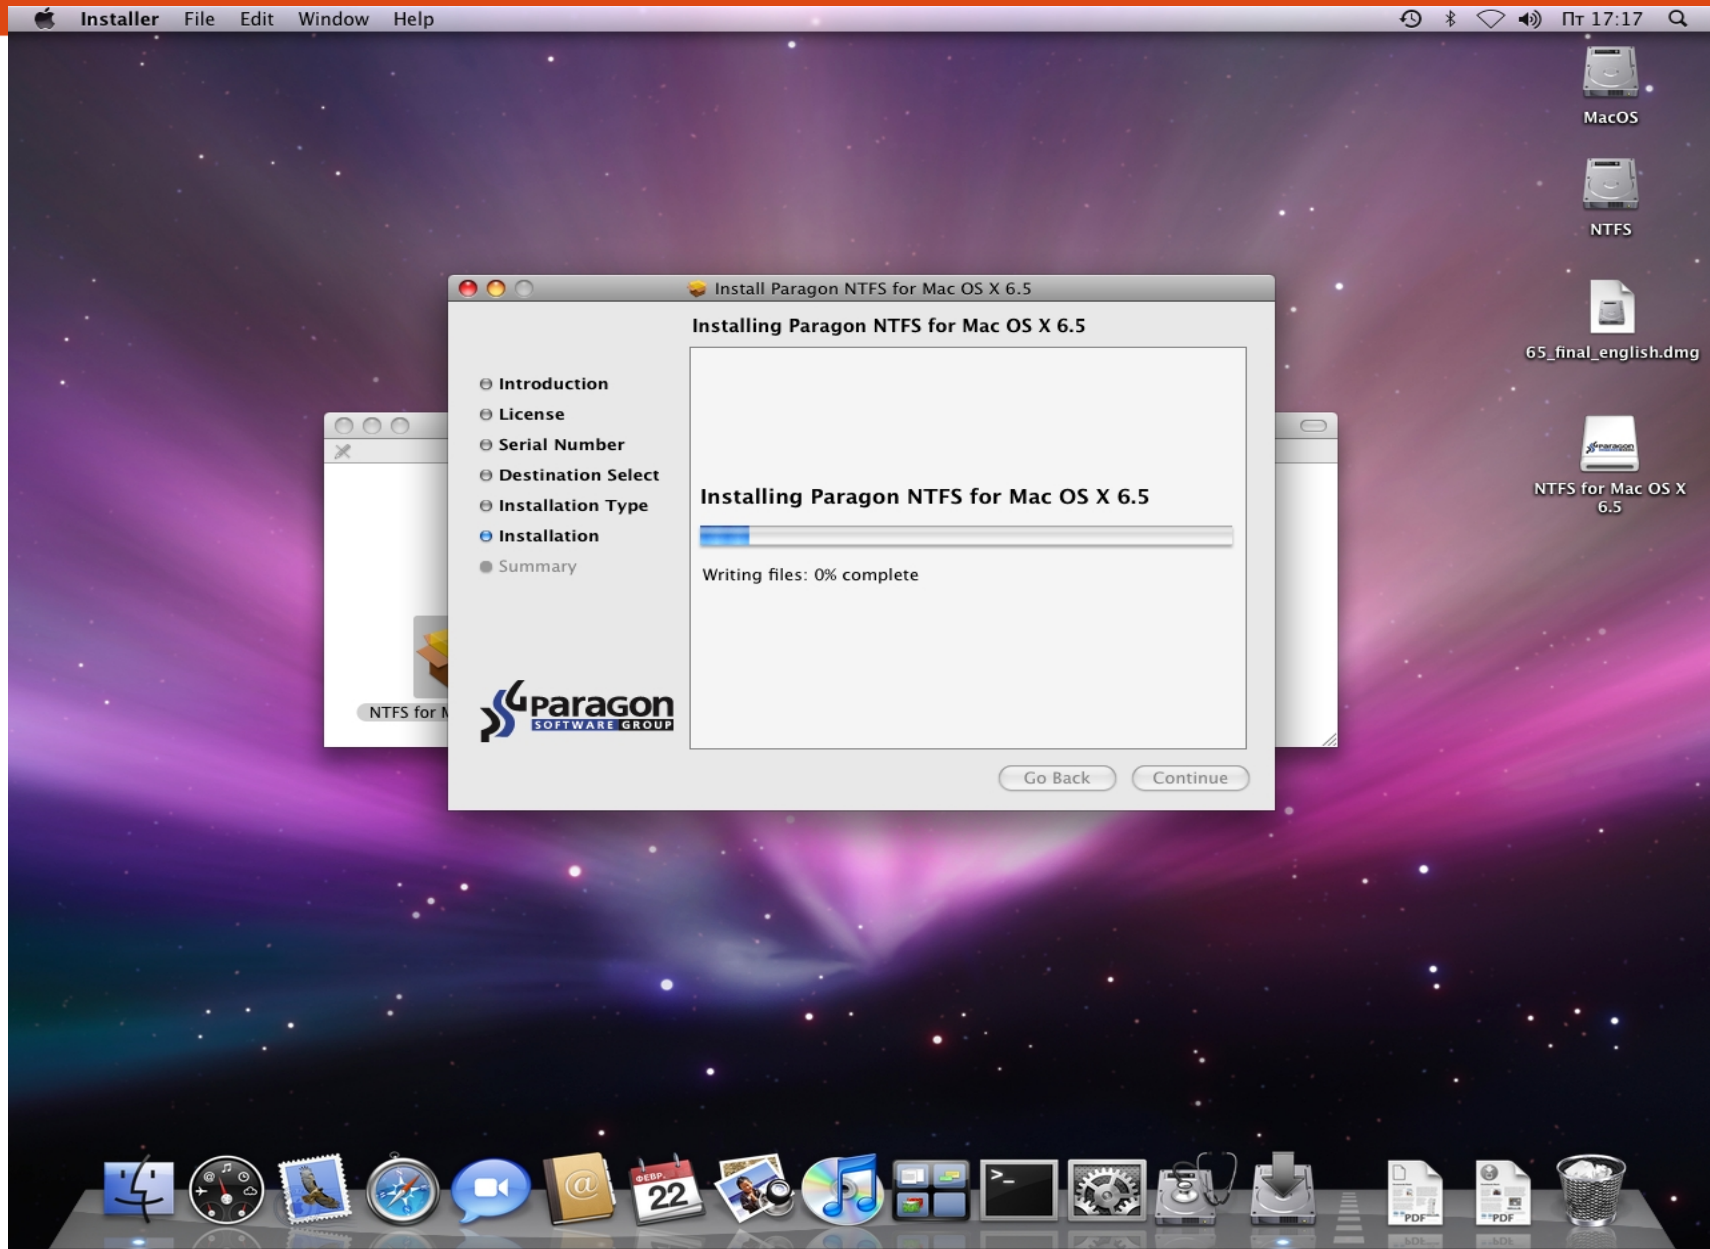 Installer File Edit Window Help Пт 17:17
MacOS
NTFS
65_final_english.dmg
Paragon
NTFS for Mac OS X
6.5
Install Paragon NTFS for Mac OS X 6.5
Installing Paragon NTFS for Mac OS X 6.5
Introduction
License
Serial Number
Destination Select
Installation Type
Installation
Summary
Installing Paragon NTFS for Mac OS X 6.5
Writing files: 0% complete
NTFS for M
Paragon
SOFTWARE GROUP
Go Back Continue
@
@
ФЕВР.
22
>_
PDF
PDF